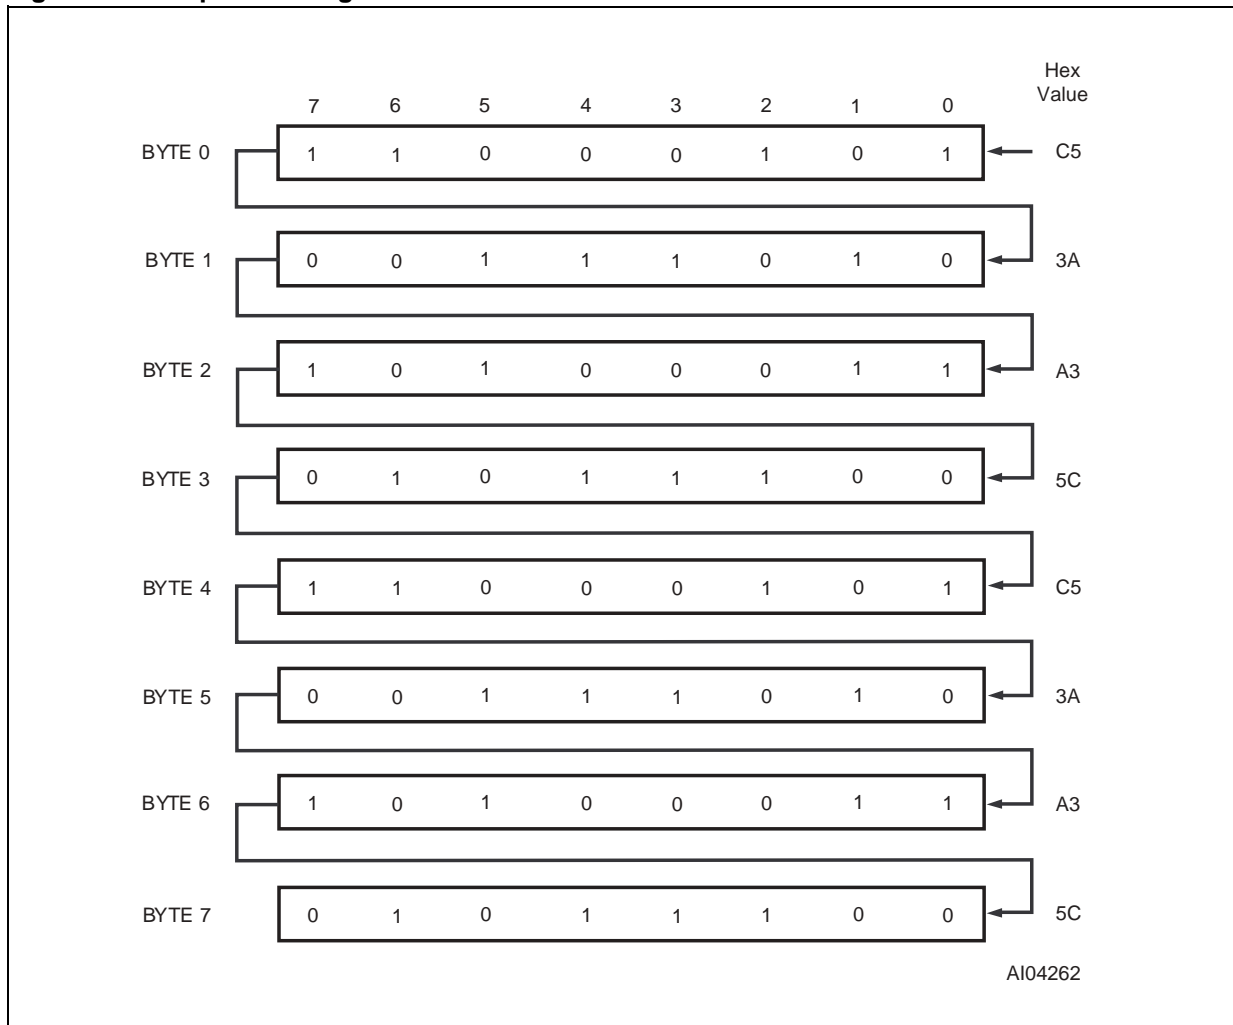 Hex
Value
7 6 5 4 3 2 1 0
BYTE 0 1 1 0 0 0 1 0 1 C5
BYTE 1 0 0 1 1 1 0 1 0 3A
BYTE 2 1 0 1 0 0 0 1 1 A3
BYTE 3 0 1 0 1 1 1 0 0 5C
BYTE 4 1 1 0 0 0 1 0 1 C5
BYTE 5 0 0 1 1 1 0 1 0 3A
BYTE 6 1 0 1 0 0 0 1 1 A3
BYTE 7 0 1 0 1 1 1 0 0 5C
AI04262